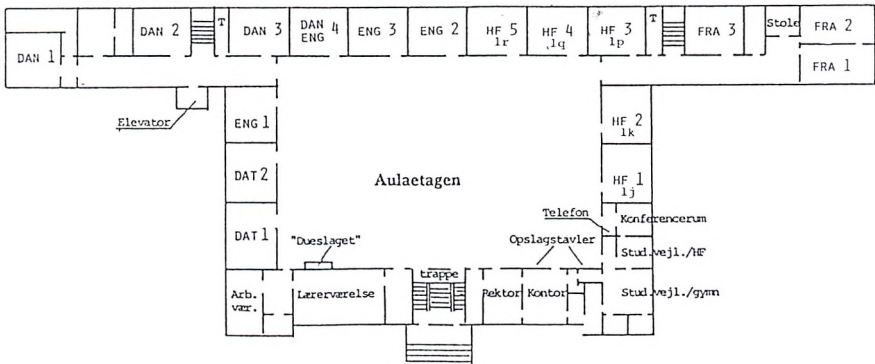 DAN 1
DAN 2
T
DAN 3
DAN 4
ENG
ENG 3
ENG 2
HF 5
1r
HF 4
1q
HF 3
1p
T
FRA 3
Stole
FRA 2
FRA 1
Elevator
ENG 1
DAT 2
DAT 1
Aulaetagen
HF 2
1k
HF 1
1j
Telefon
Konferencerum
"Dueslaget"
Opslagstavler
Stud.vejl./HF
trappe
Arb.
vær.
Lærerværelse
Rektor
Kontor
Stud.vejl./gymn